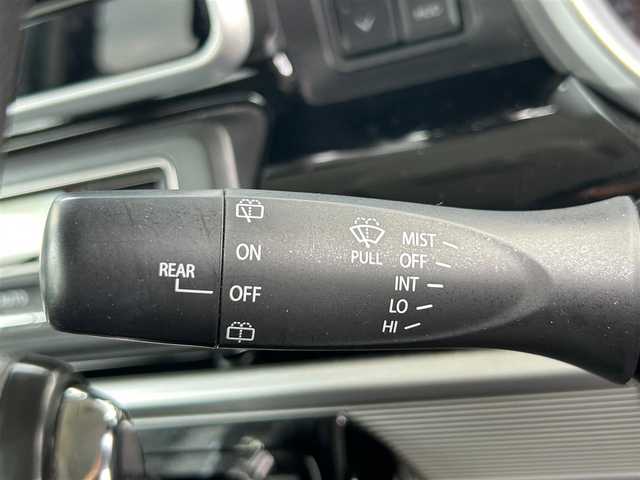 REAR
ON
OFF
PULL
MIST
OFF
INT
LO
HI